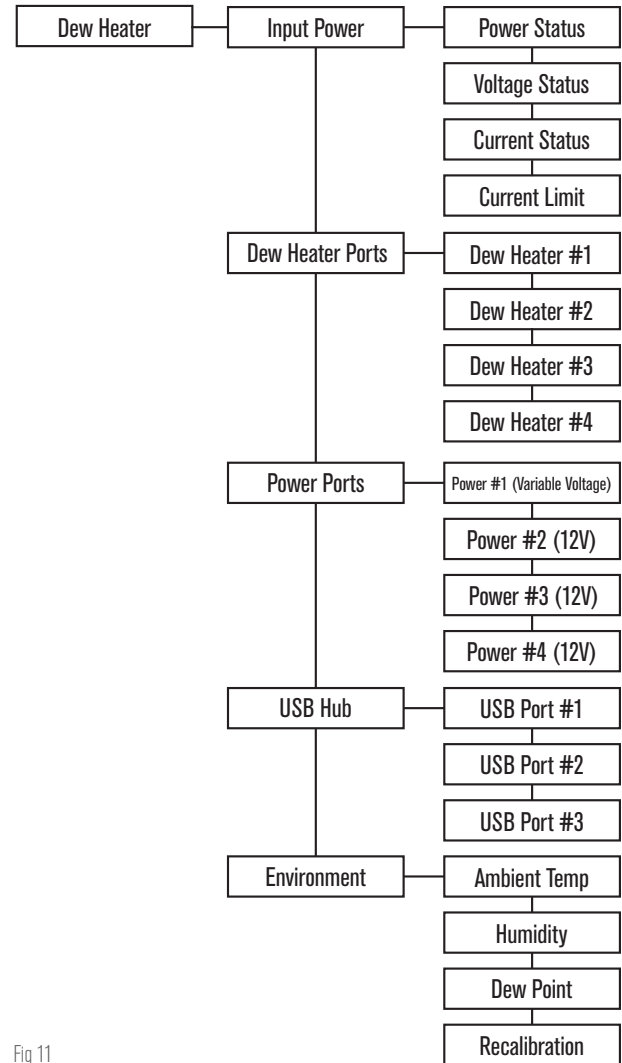 Dew Heater
Input Power
Power Status
Voltage Status
Current Status
Current Limit
Dew Heater Ports
Dew Heater #1
Dew Heater #2
Dew Heater #3
Dew Heater #4
Power Ports
Power #1 (Variable Voltage)
Power #2 (12V)
Power #3 (12V)
Power #4 (12V)
USB Hub
USB Port #1
USB Port #2
USB Port #3
Environment
Ambient Temp
Humidity
Dew Point
Recalibration
Fig 11